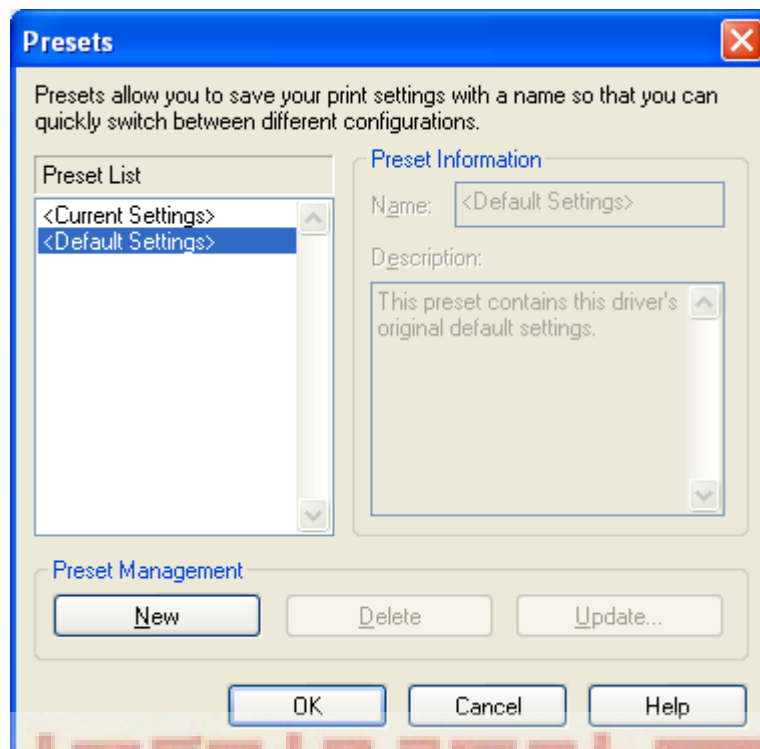 Presets
Presets allow you to save your print settings with a name so that you can
quickly switch between different configurations.
Preset List
<Current Settings>
<Default Settings>
Preset Information
Name: <Default Settings>
Description:
This preset contains this driver's
original default settings.
Preset Management
New Delete Update...
OK Cancel Help